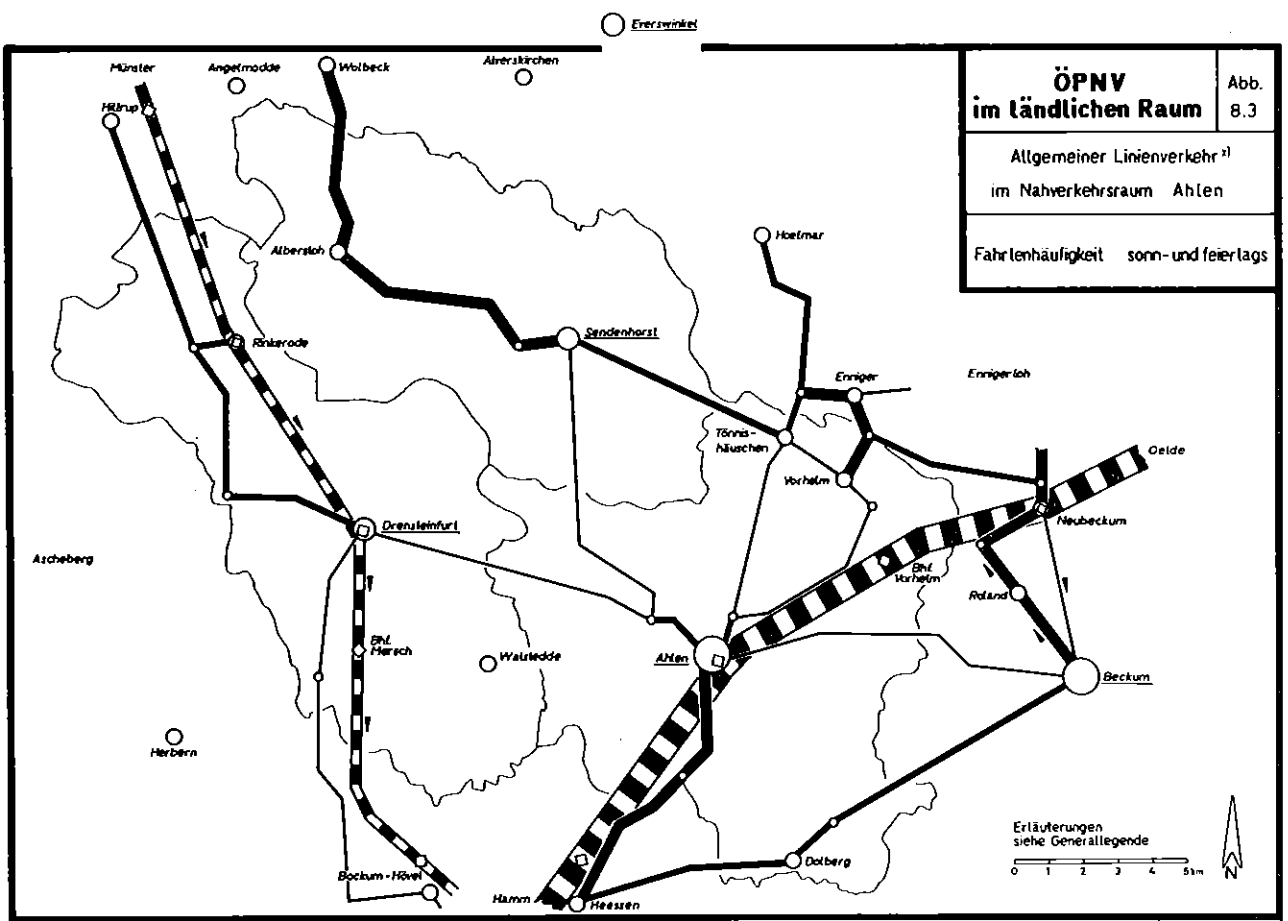 Everswinkel
ÖPNV
im ländlichen Raum
Abb.
8.3
Allgemeiner Linienverkehr x)
im Nahverkehrsraum Ahlen
Fahrtenhäufigkeit sonn-und feiertags
Münster
Angelmodde
Wolbeck
Alverskirchen
Hiltrup
Albersloh
Hoetmar
Rinkerode
Sendenhorst
Enniger
Ennigerloh
Tönnis-
häuschen
Vorhelm
Oelde
Neubeckum
Drensteinfurt
Ascheberg
Bhf.
Vorhelm
Roland
Bhf.
Mersch
Walstedde
Ahlen
Beckum
Herbern
Erläuterungen
siehe Generallegende
0 1 2 3 4 5 km
N
Dolberg
Bockum-Hövel
Hamm
Heessen